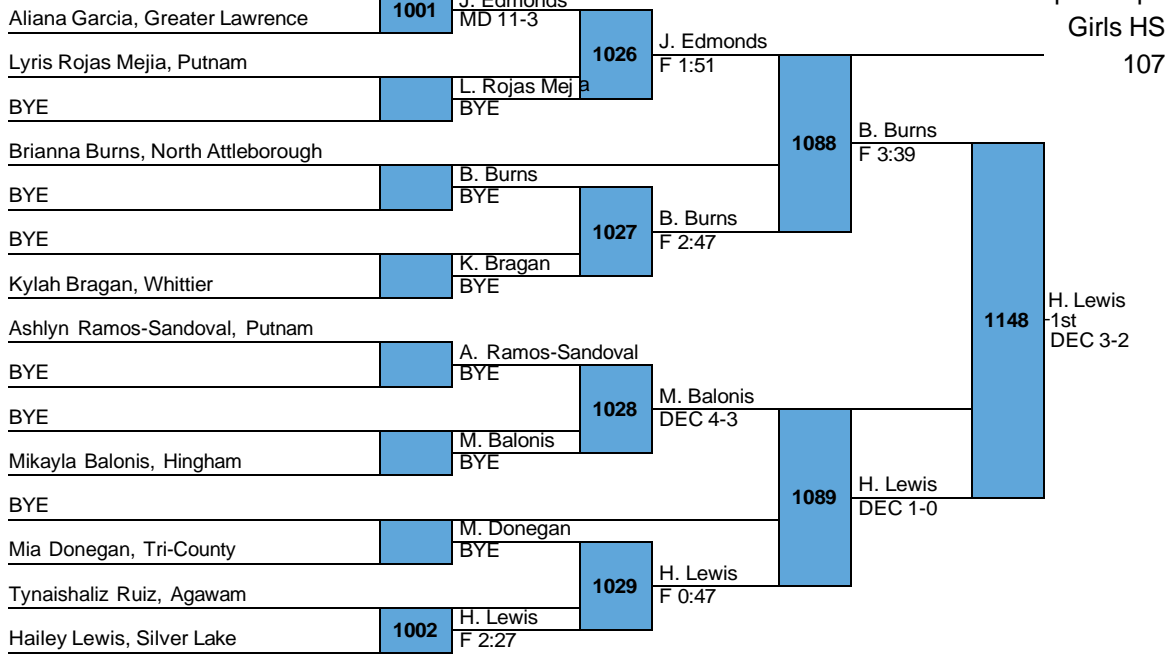 Aliana Garcia, Greater Lawrence
1001
J. Edmonds
MD 11-3
Girls HS
107
Lyris Rojas Mejia, Putnam
1026
J. Edmonds
F 1:51
L. Rojas Mej a
BYE
BYE
Brianna Burns, North Attleborough
1088
B. Burns
F 3:39
B. Burns
BYE
BYE
1027
B. Burns
F 2:47
BYE
K. Bragan
BYE
Kylah Bragan, Whittier
Ashlyn Ramos-Sandoval, Putnam
1148
H. Lewis
1st
DEC 3-2
A. Ramos-Sandoval
BYE
BYE
1028
M. Balonis
DEC 4-3
BYE
M. Balonis
BYE
Mikayla Balonis, Hingham
1089
H. Lewis
DEC 1-0
BYE
M. Donegan
BYE
Mia Donegan, Tri-County
1029
H. Lewis
F 0:47
Tynaishaliz Ruiz, Agawam
1002
H. Lewis
F 2:27
Hailey Lewis, Silver Lake